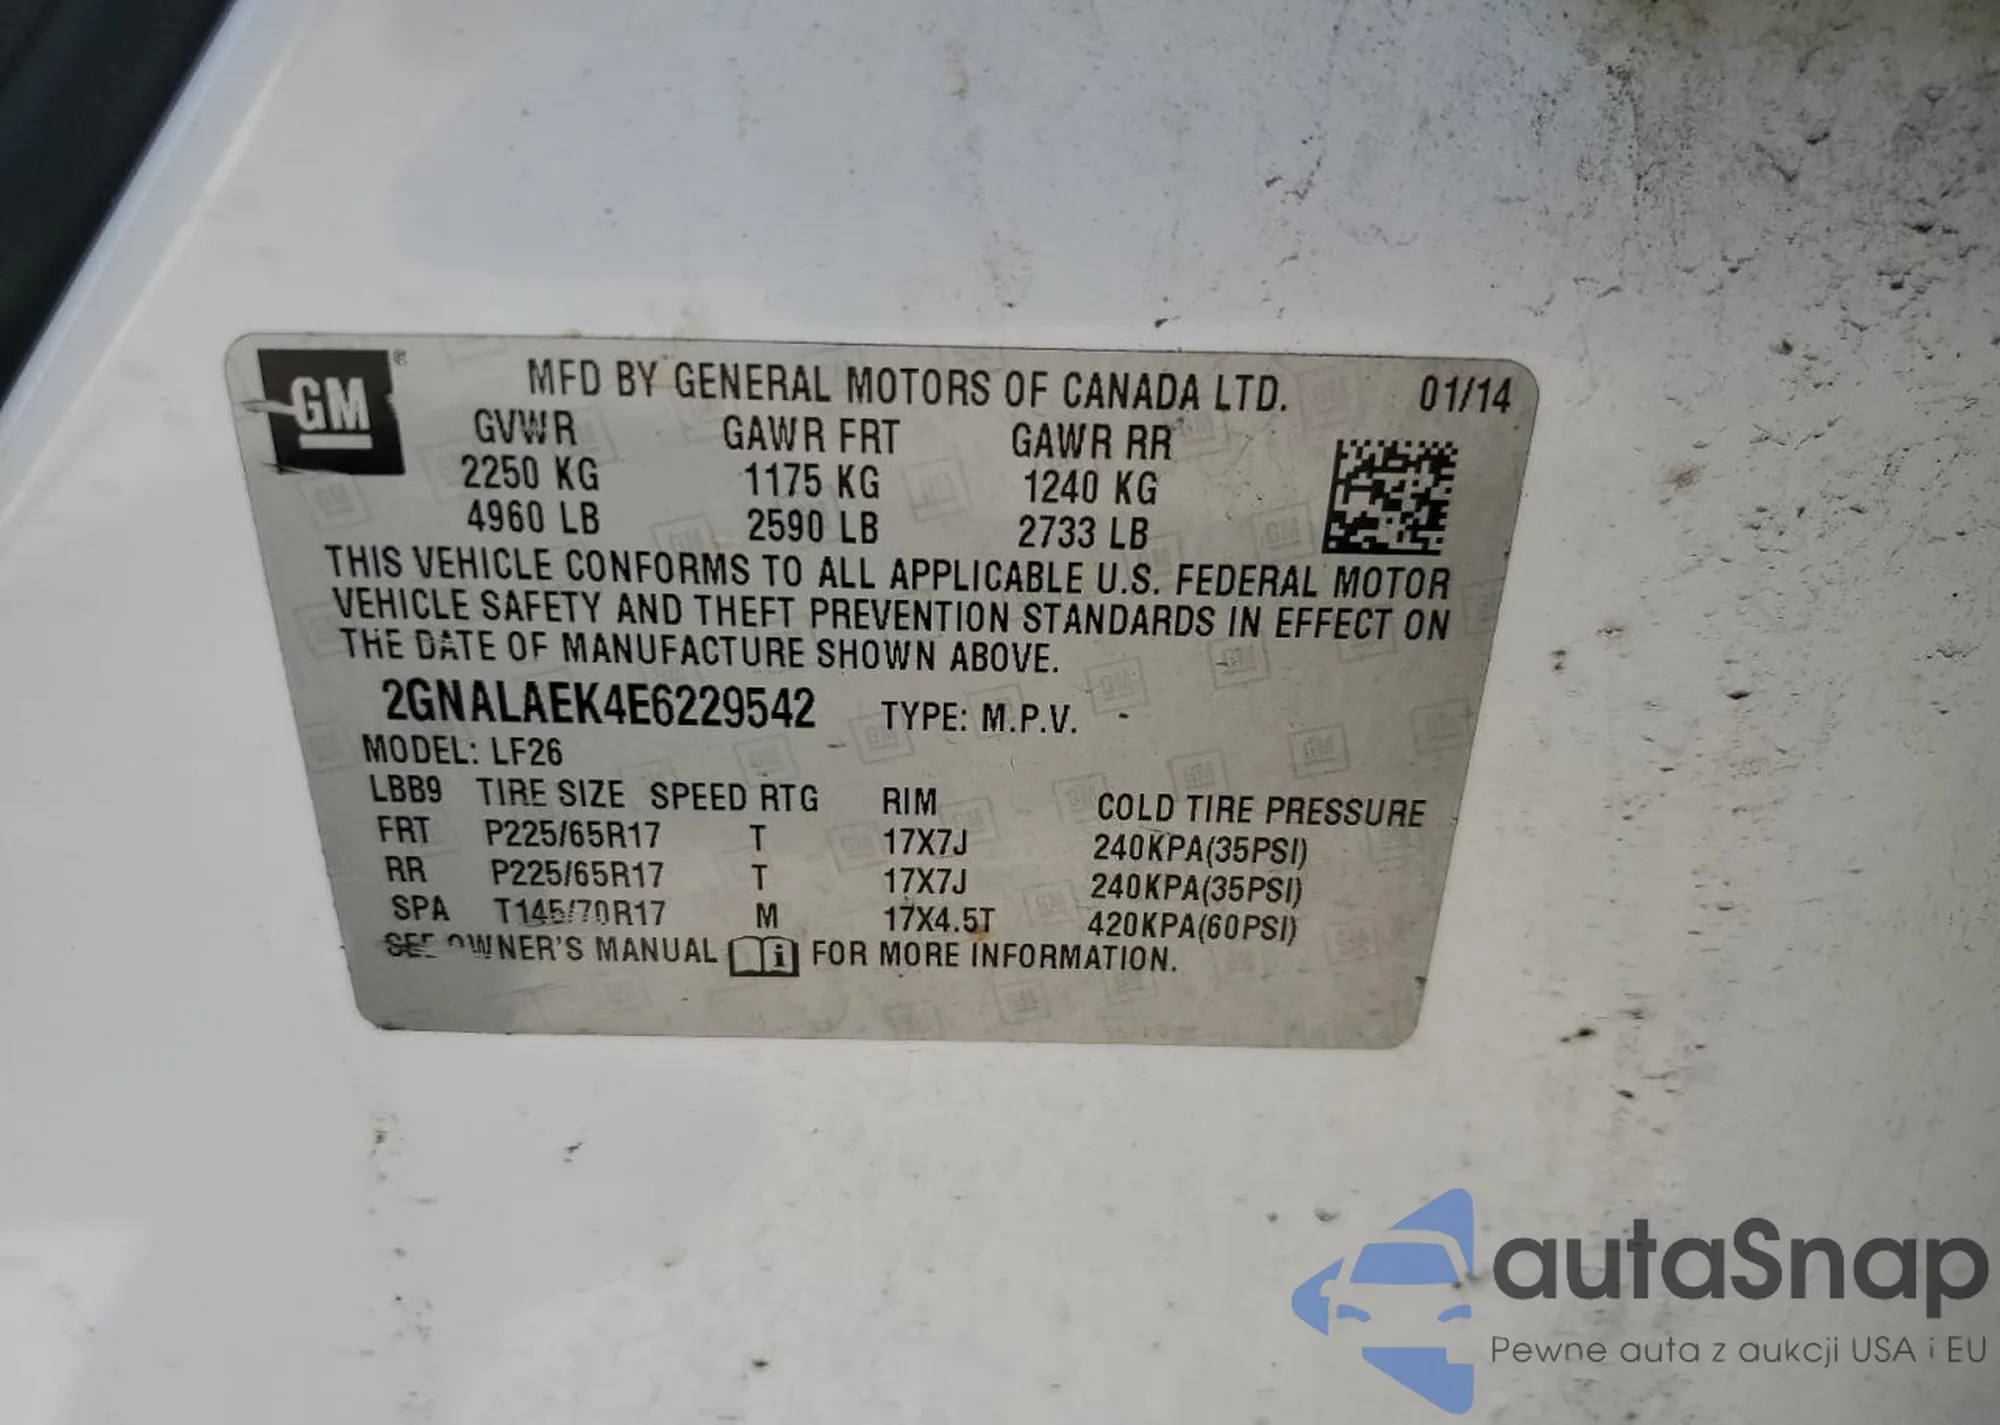 GM ®
MFD BY GENERAL MOTORS OF CANADA LTD. 01/14
GVWR GAWR FRT GAWR RR
2250 KG 1175 KG 1240 KG
4960 LB 2590 LB 2733 LB
THIS VEHICLE CONFORMS TO ALL APPLICABLE U.S. FEDERAL MOTOR
VEHICLE SAFETY AND THEFT PREVENTION STANDARDS IN EFFECT ON
THE DATE OF MANUFACTURE SHOWN ABOVE.
2GNALAEK4E6229542 TYPE: M.P.V.
MODEL: LF26
LBB9 TIRE SIZE SPEED RTG RIM COLD TIRE PRESSURE
FRT P225/65R17 T 17X7J 240KPA(35PSI)
RR P225/65R17 T 17X7J 240KPA(35PSI)
SPA T145/70R17 M 17X4.5T 420KPA(60PSI)
SEE OWNER'S MANUAL i FOR MORE INFORMATION.
autaSnap
Pewne auta z aukcji USA i EU